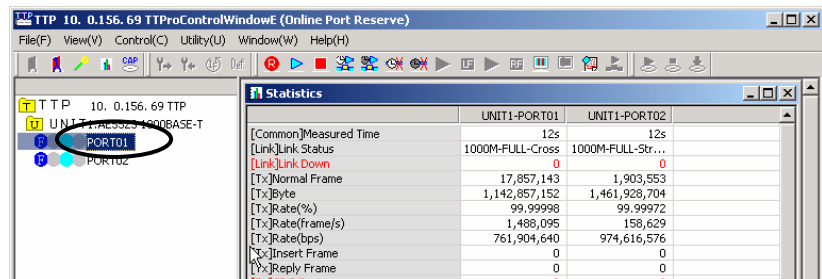 TTP 10. 0.156. 69 TTProControlWindowE (Online Port Reserve)
File(F) View(V) Control(C) Utility(U) Window(W) Help(H)
CAP
Statistics
TTP 10. 0.156. 69 TTP
UNIT1:AE5523 1000BASE-T
PORT01
PORT02
UNIT1-PORT01 UNIT1-PORT02
[Common]Measured Time 12s 12s
[Link]Link Status 1000M-FULL-Cross 1000M-FULL-Str...
[Link]Link Down 0 0
[Tx]Normal Frame 17,857,143 1,903,553
[Tx]Byte 1,142,857,152 1,461,928,704
[Tx]Rate(%) 99.99998 99.99972
[Tx]Rate(frame/s) 1,488,095 158,629
[Tx]Rate(bps) 761,904,640 974,616,576
[Tx]Insert Frame 0 0
[Tx]Reply Frame 0 0